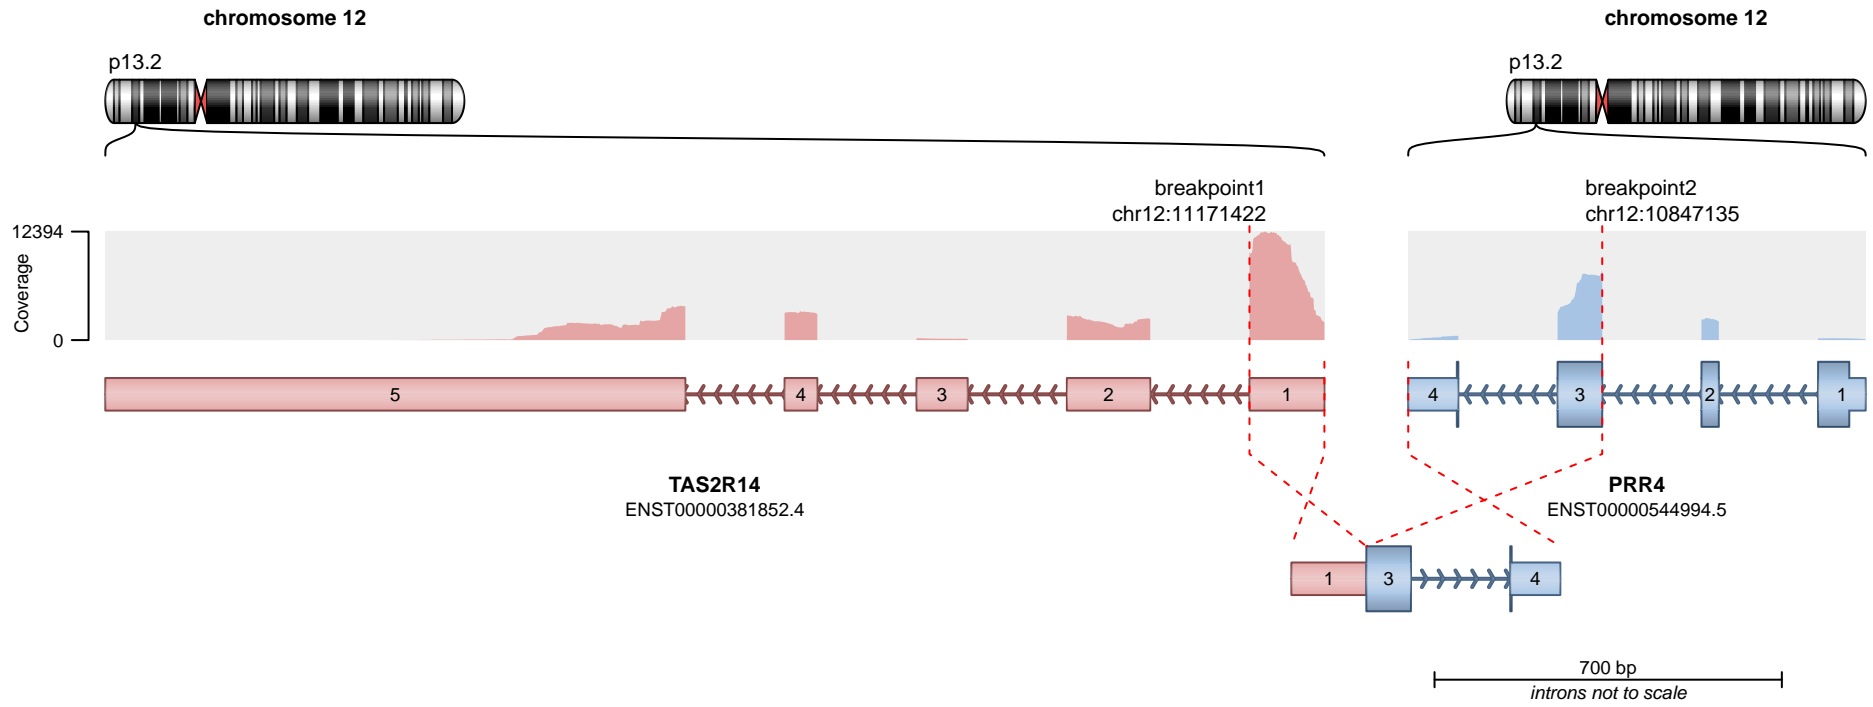 chromosome 12
chromosome 12
p13.2
p13.2
breakpoint1
chr12:11171422
breakpoint2
chr12:10847135
12394
Coverage
0
5
4
3
2
1
4
3
2
1
TAS2R14
ENST00000381852.4
PRR4
ENST00000544994.5
1
3
4
700 bp
introns not to scale